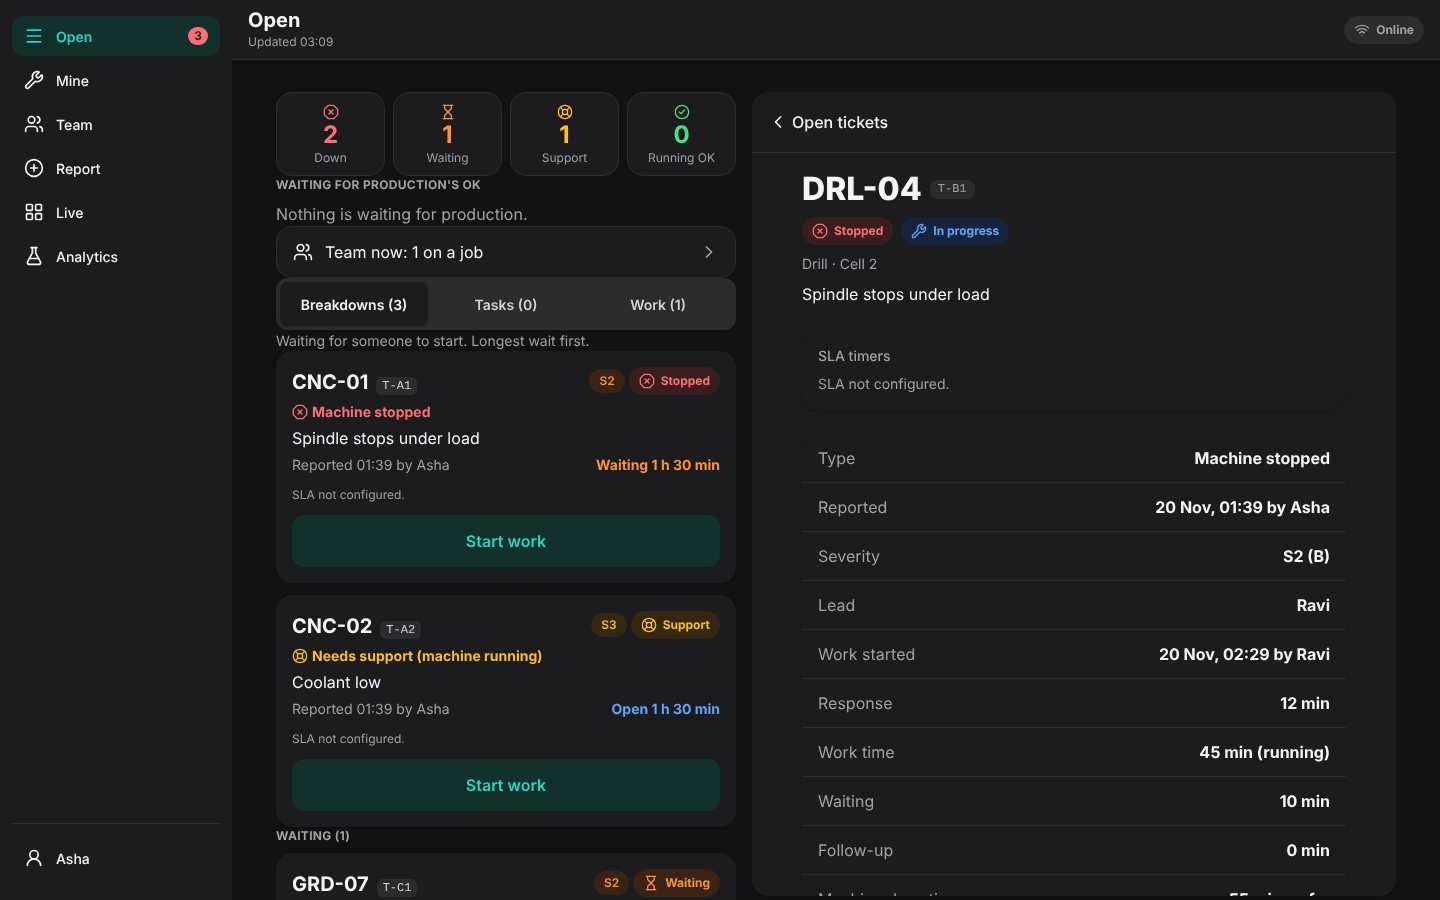 Open
3
Mine
Team
Report
Live
Analytics
Asha
Open
Updated 03:09
Online
2
Down
1
Waiting
1
Support
0
Running OK
WAITING FOR PRODUCTION'S OK
Nothing is waiting for production.
Team now: 1 on a job
Breakdowns (3)
Tasks (0)
Work (1)
Waiting for someone to start. Longest wait first.
CNC-01 T-A1 S2 Stopped
Machine stopped
Spindle stops under load
Reported 01:39 by Asha Waiting 1 h 30 min
SLA not configured.
Start work
CNC-02 T-A2 S3 Support
Needs support (machine running)
Coolant low
Reported 01:39 by Asha Open 1 h 30 min
SLA not configured.
Start work
WAITING (1)
GRD-07 T-C1 S2 Waiting
Open tickets
DRL-04 T-B1
Stopped In progress
Drill · Cell 2
Spindle stops under load
SLA timers
SLA not configured.
Type Machine stopped
Reported 20 Nov, 01:39 by Asha
Severity S2 (B)
Lead Ravi
Work started 20 Nov, 02:29 by Ravi
Response 12 min
Work time 45 min (running)
Waiting 10 min
Follow-up 0 min